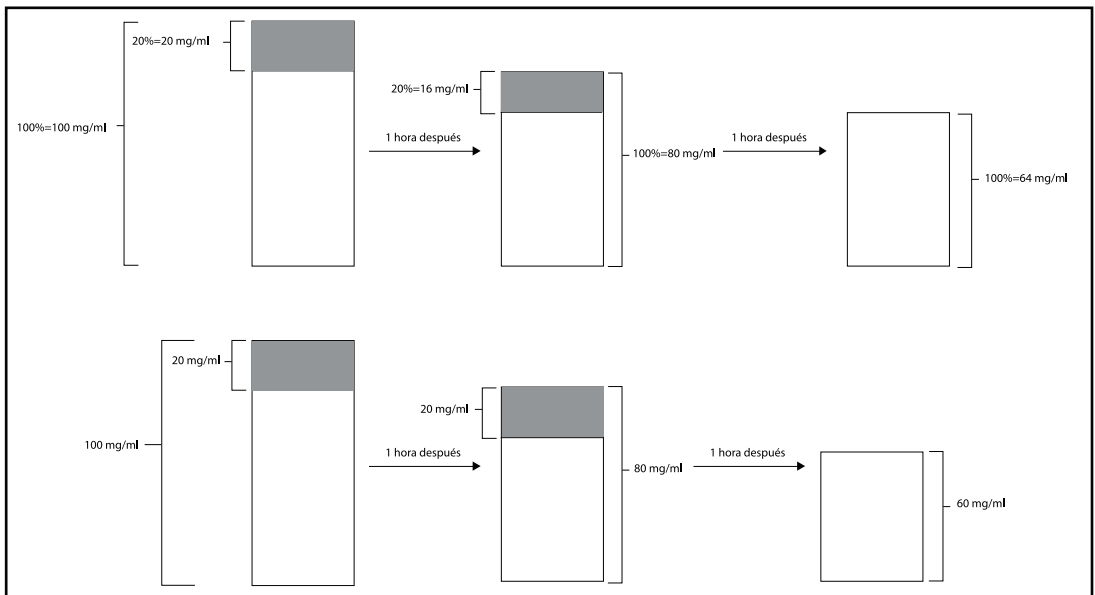 20%=20 mg/ml
100%=100 mg/ml
1 hora después
20%=16 mg/ml
100%=80 mg/ml
1 hora después
100%=64 mg/ml
20 mg/ml
100 mg/ml
1 hora después
20 mg/ml
80 mg/ml
1 hora después
60 mg/ml